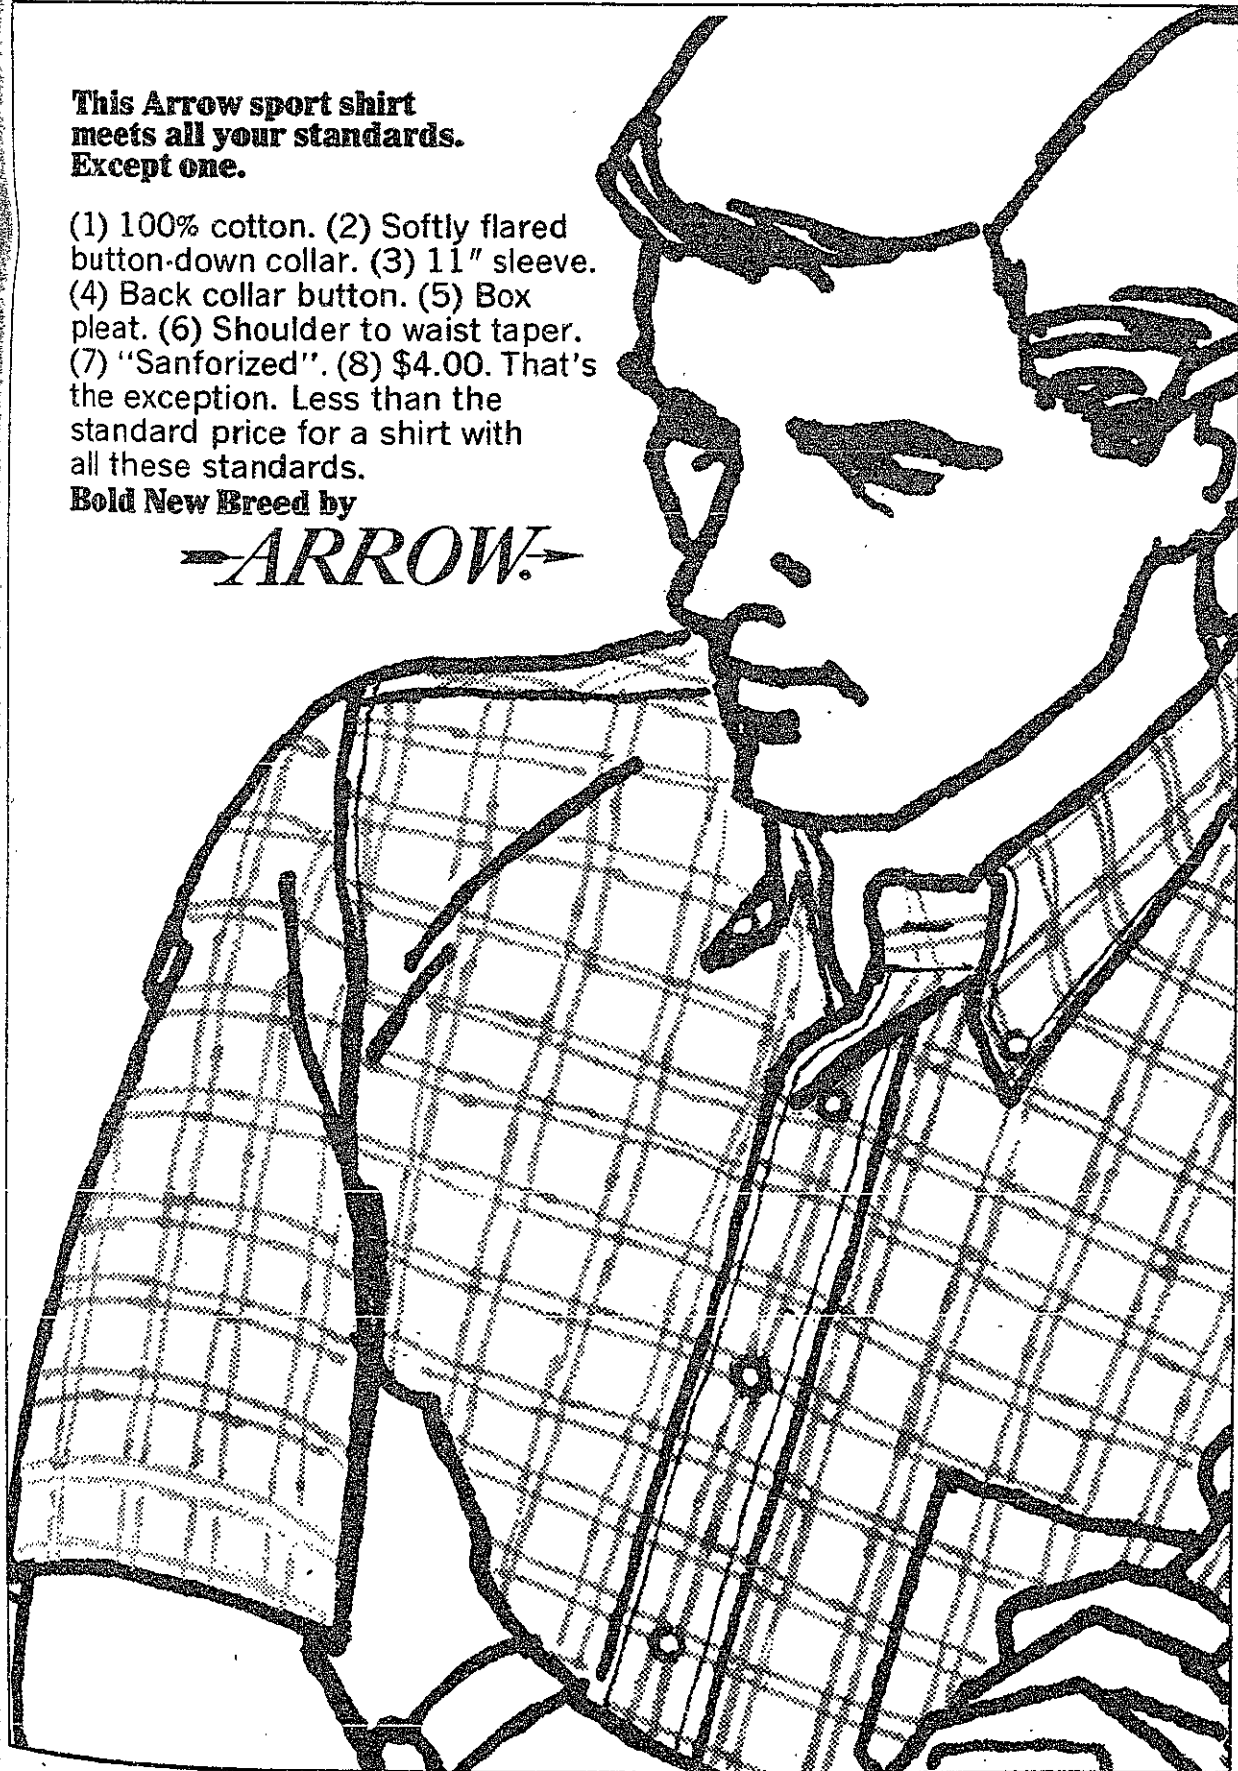 This Arrow sport shirt
meets all your standards.
Except one.
(1) 100% cotton. (2) Softly flared
button-down collar. (3) 11" sleeve.
(4) Back collar button. (5) Box
pleat. (6) Shoulder to waist taper.
(7) "Sanforized". (8) $4.00. That's
the exception. Less than the
standard price for a shirt with
all these standards.
Bold New Breed by
ARROW.